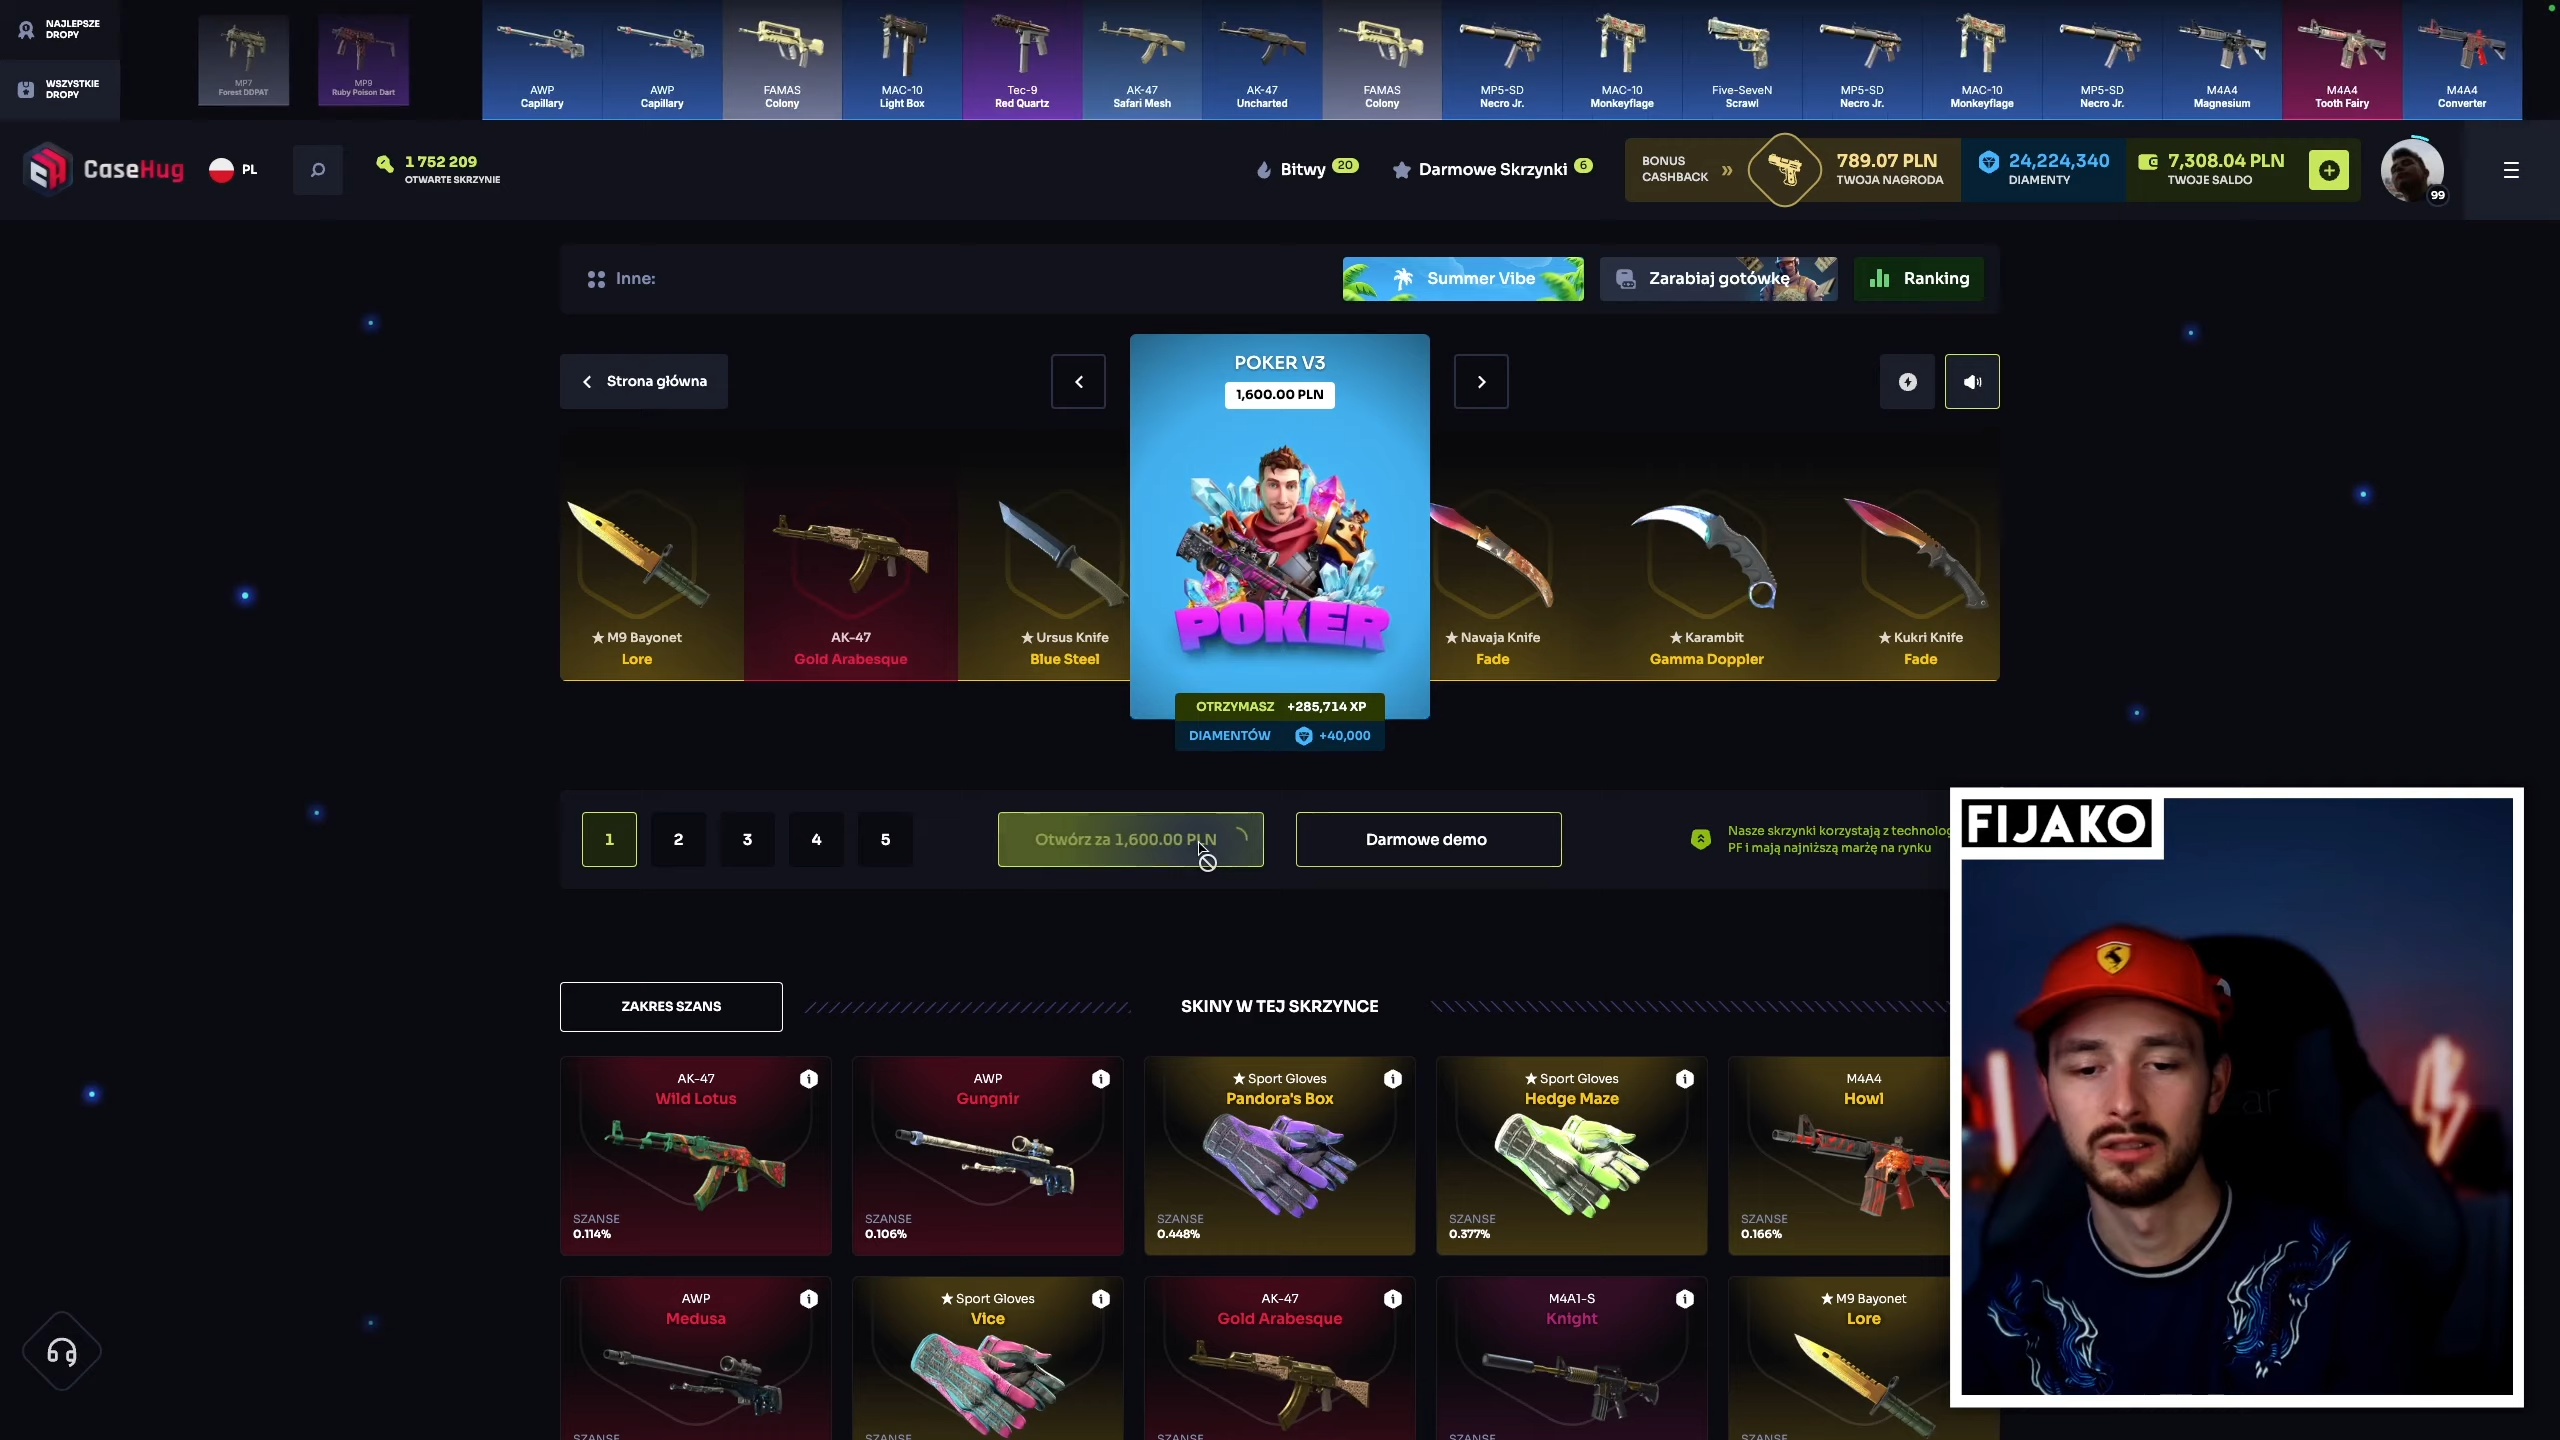 NAJLEPSZE
DROPY
WSZYSTKIE
DROPY
MP7
Forest DDPAT
MP9
Ruby Poison Dart
AWP
Capillary
AWP
Capillary
FAMAS
Colony
MAC-10
Light Box
Tec-9
Red Quartz
AK-47
Safari Mesh
AK-47
Uncharted
FAMAS
Colony
MP5-SD
Necro Jr.
MAC-10
Monkeyflage
Five-SeveN
Scrawl
MP5-SD
Necro Jr.
MAC-10
Monkeyflage
MP5-SD
Necro Jr.
M4A4
Magnesium
M4A4
Tooth Fairy
M4A4
Converter
CaseHug
PL
1 752 209
OTWARTE SKRZYNIE
Bitwy 20
Darmowe Skrzynki 6
BONUS
CASHBACK
789.07 PLN
TWOJA NAGRODA
24,224,340
DIAMENTY
7,308.04 PLN
TWOJE SALDO
99
Inne:
Summer Vibe
Zarabiaj gotówkę
Ranking
Strona główna
POKER V3
1,600.00 PLN
POKER
M9 Bayonet
Lore
AK-47
Gold Arabesque
Ursus Knife
Blue Steel
Navaja Knife
Fade
Karambit
Gamma Doppler
Kukri Knife
Fade
OTRZYMASZ +285,714 XP
DIAMENTÓW +40,000
1 2 3 4 5
Otwórz za 1,600.00 PLN
Darmowe demo
Nasze skrzynki korzystają z technolog
PF i mają najniższą marżę na rynku
FIJAKO
ZAKRES SZANS
SKINY W TEJ SKRZYNCE
AK-47
Wild Lotus
SZANSE
0.114%
AWP
Gungnir
SZANSE
0.106%
Sport Gloves
Pandora's Box
SZANSE
0.448%
Sport Gloves
Hedge Maze
SZANSE
0.377%
M4A4
Howl
SZANSE
0.166%
AWP
Medusa
SZANSE
Sport Gloves
Vice
SZANSE
AK-47
Gold Arabesque
SZANSE
M4A1-S
Knight
SZANSE
M9 Bayonet
Lore
SZANSE